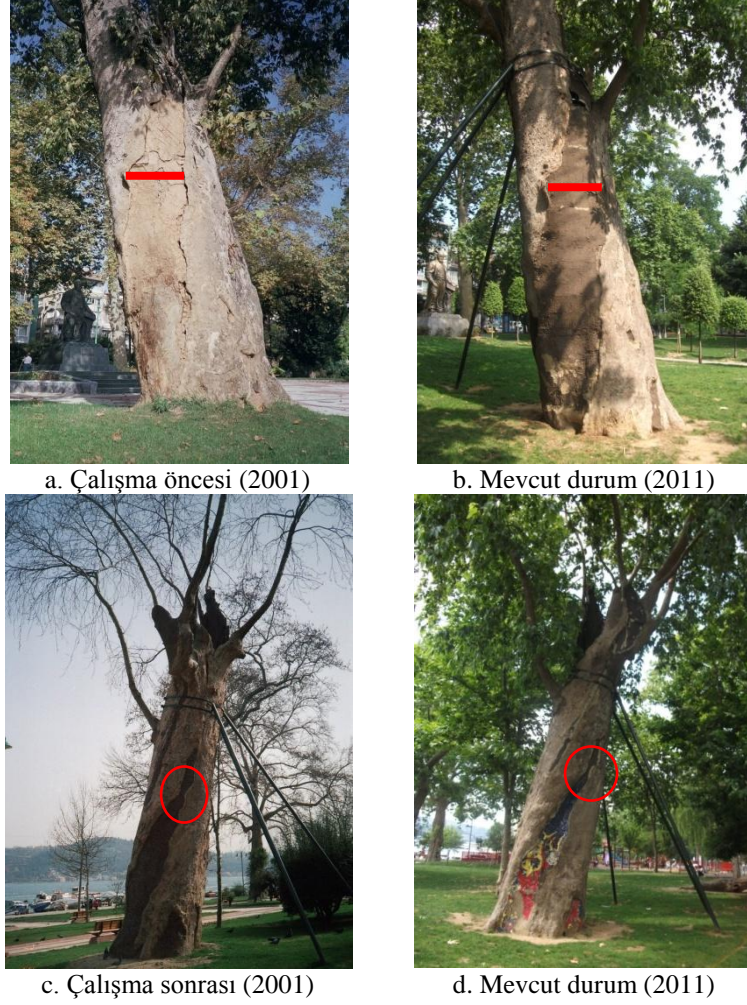 a. Çalışma öncesi (2001)
b. Mevcut durum (2011)
c. Çalışma sonrası (2001)
d. Mevcut durum (2011)